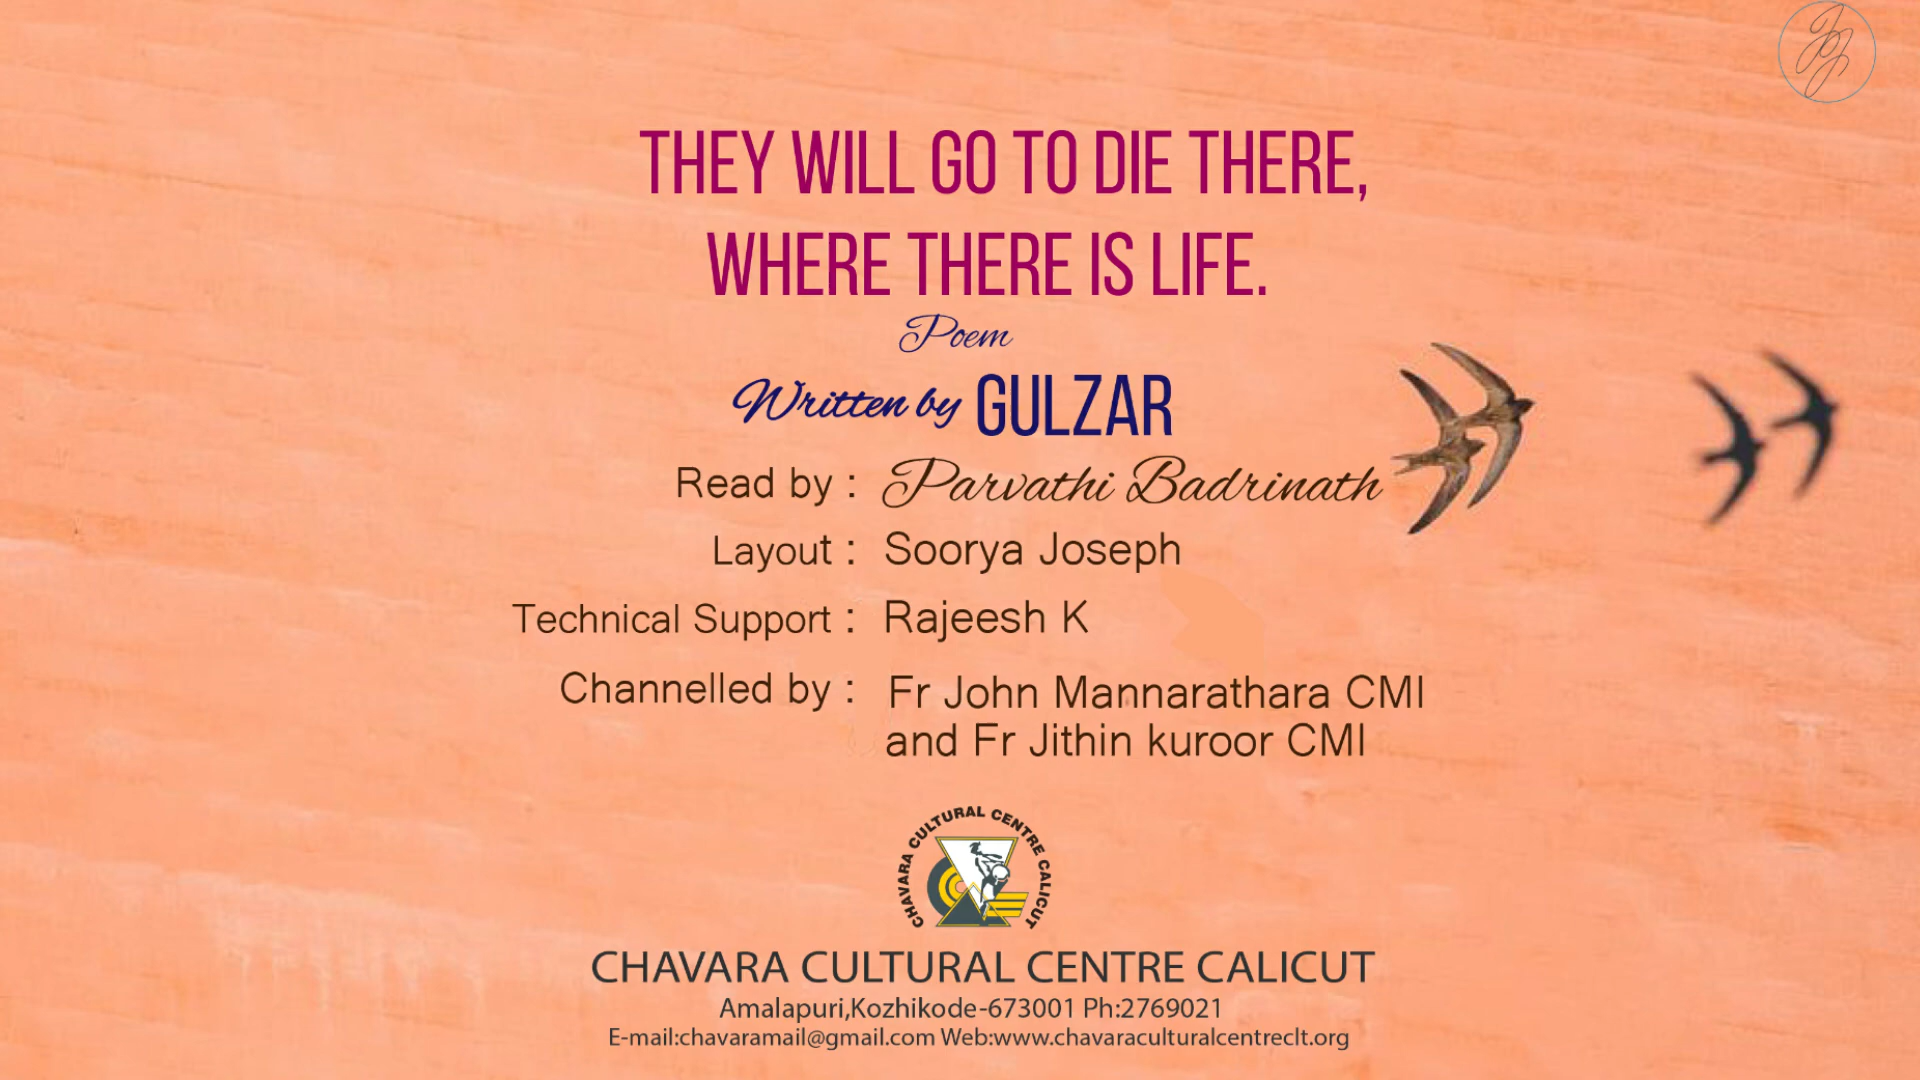 THEY WILL GO TO DIE THERE,
WHERE THERE IS LIFE.
Poem
Written by GULZAR
Read by : Parvathi Badrinath
Layout : Soorya Joseph
Technical Support : Rajeesh K
Channelled by : Fr John Mannarathara CMI
and Fr Jithin kuroor CMI
CHAVARA CULTURAL CENTRE CALICUT
CHAVARA CULTURAL CENTRE CALICUT
Amalapuri,Kozhikode-673001 Ph:2769021
E-mail:chavaramail@gmail.com Web:www.chavaraculturalcentreclt.org